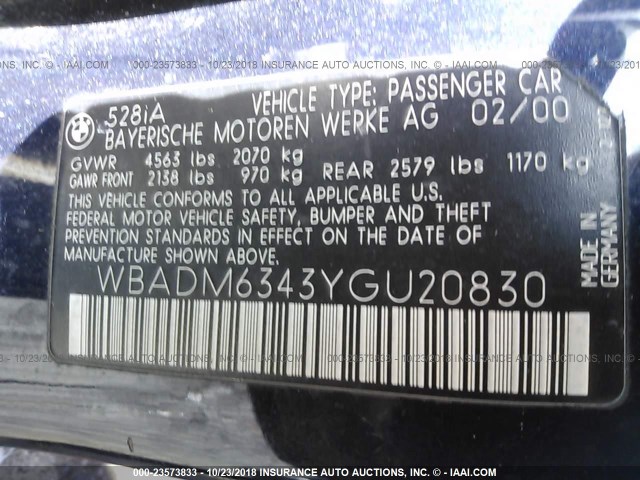 528iA VEHICLE TYPE: PASSENGER CAR
BAYERISCHE MOTOREN WERKE AG 02/00
GVWR 4563 lbs 2070 kg
GAWR FRONT 2138 lbs 970 kg REAR 2579 lbs 1170 kg
THIS VEHICLE CONFORMS TO ALL APPLICABLE U.S.
FEDERAL MOTOR VEHICLE SAFETY, BUMPER AND THEFT
PREVENTION STANDARDS IN EFFECT ON THE DATE OF
MANUFACTURE SHOWN ABOVE.
MADE IN
GERMANY
WBADM6343YGU20830
000-23573833 - 10/23/2018 INSURANCE AUTO AUCTIONS, INC. - © IAAI.COM